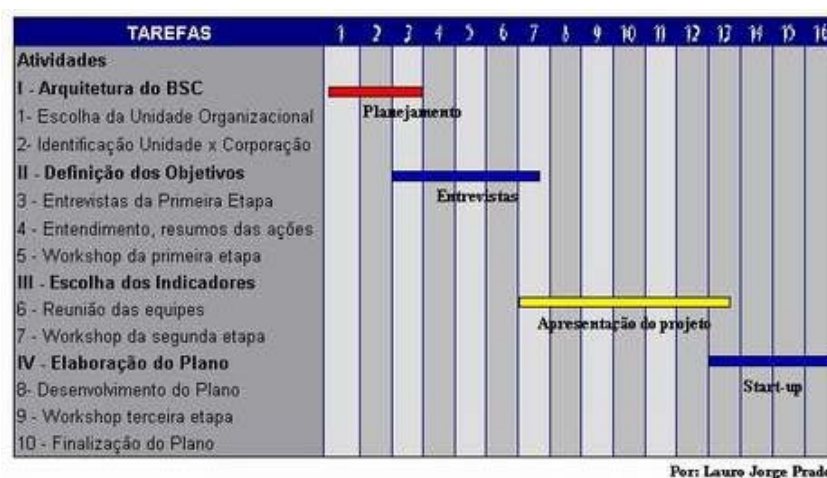 TAREFAS 1 2 3 4 5 6 7 8 9 10 11 12 13 14 15 16
Atividades
I - Arquitetura do BSC
1- Escolha da Unidade Organizacional
Planejamento
2- Identificação Unidade x Corporação
II - Definição dos Objetivos
3 - Entrevistas da Primeira Etapa
Entrevistas
4 - Entendimento, resumos das ações
5 - Workshop da primeira etapa
III - Escolha dos Indicadores
6 - Reunião das equipes
Apresentação do projeto
7 - Workshop da segunda etapa
IV - Elaboração do Plano
8- Desenvolvimento do Plano
Start-up
9 - Workshop terceira etapa
10 - Finalização do Plano
Por: Lauro Jorge Prado